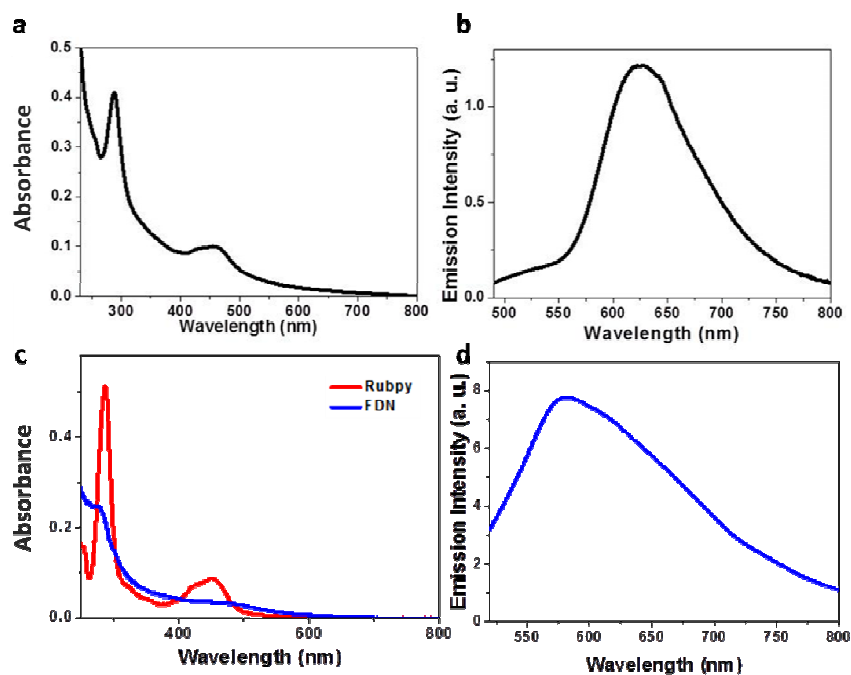 a
Absorbance
0.5
0.4
0.3
0.2
0.1
0.0
300 400 500 600 700 800
Wavelength (nm)
b
Emission Intensity (a. u.)
1.0
0.5
0.0
500 550 600 650 700 750 800
Wavelength (nm)
c
Absorbance
Rubpy
FDN
0.4
0.2
0.0
400 600 800
Wavelength (nm)
d
Emission Intensity (a. u.)
8
6
4
2
0
550 600 650 700 750 800
Wavelength (nm)